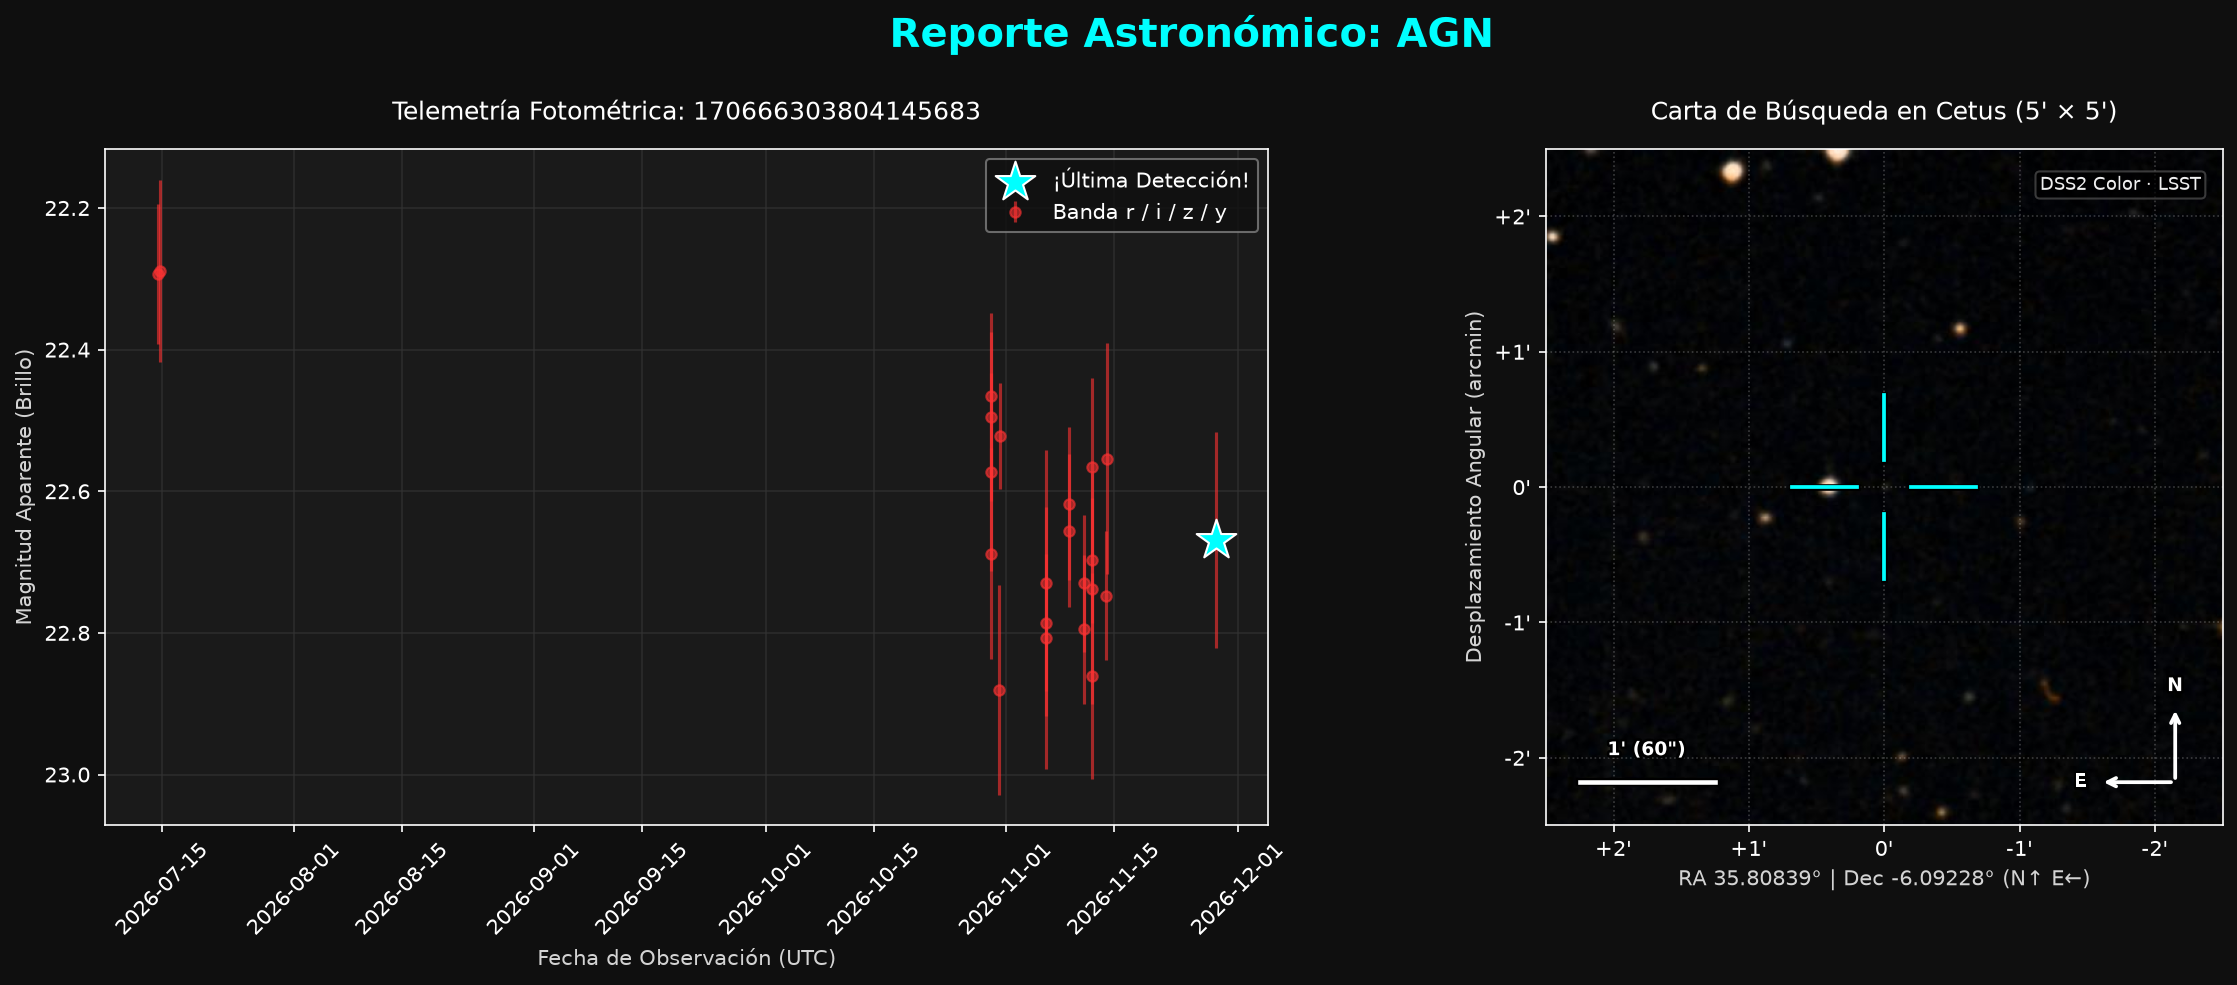 Reporte Astronómico: AGN
Telemetría Fotométrica: 170666303804145683
Magnitud Aparente (Brillo)
22.2
22.4
22.6
22.8
23.0
¡Última Detección!
Banda r / i / z / y
2026-07-15
2026-08-01
2026-08-15
2026-09-01
2026-09-15
2026-10-01
2026-10-15
2026-11-01
2026-11-15
2026-12-01
Fecha de Observación (UTC)
Carta de Búsqueda en Cetus (5' × 5')
DSS2 Color · LSST
Desplazamiento Angular (arcmin)
+2'
+1'
0'
-1'
-2'
N
E
1' (60")
+2'
+1'
0'
-1'
-2'
RA 35.80839° | Dec -6.09228° (N↑ E←)